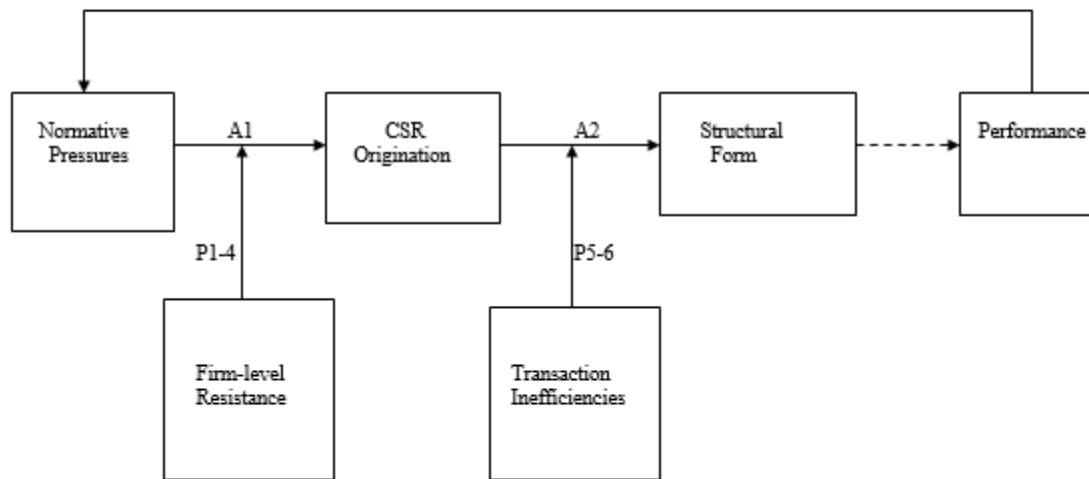 Normative
Pressures
A1
CSR
Origination
A2
Structural
Form
Performance
P1-4
P5-6
Firm-level
Resistance
Transaction
Inefficiencies